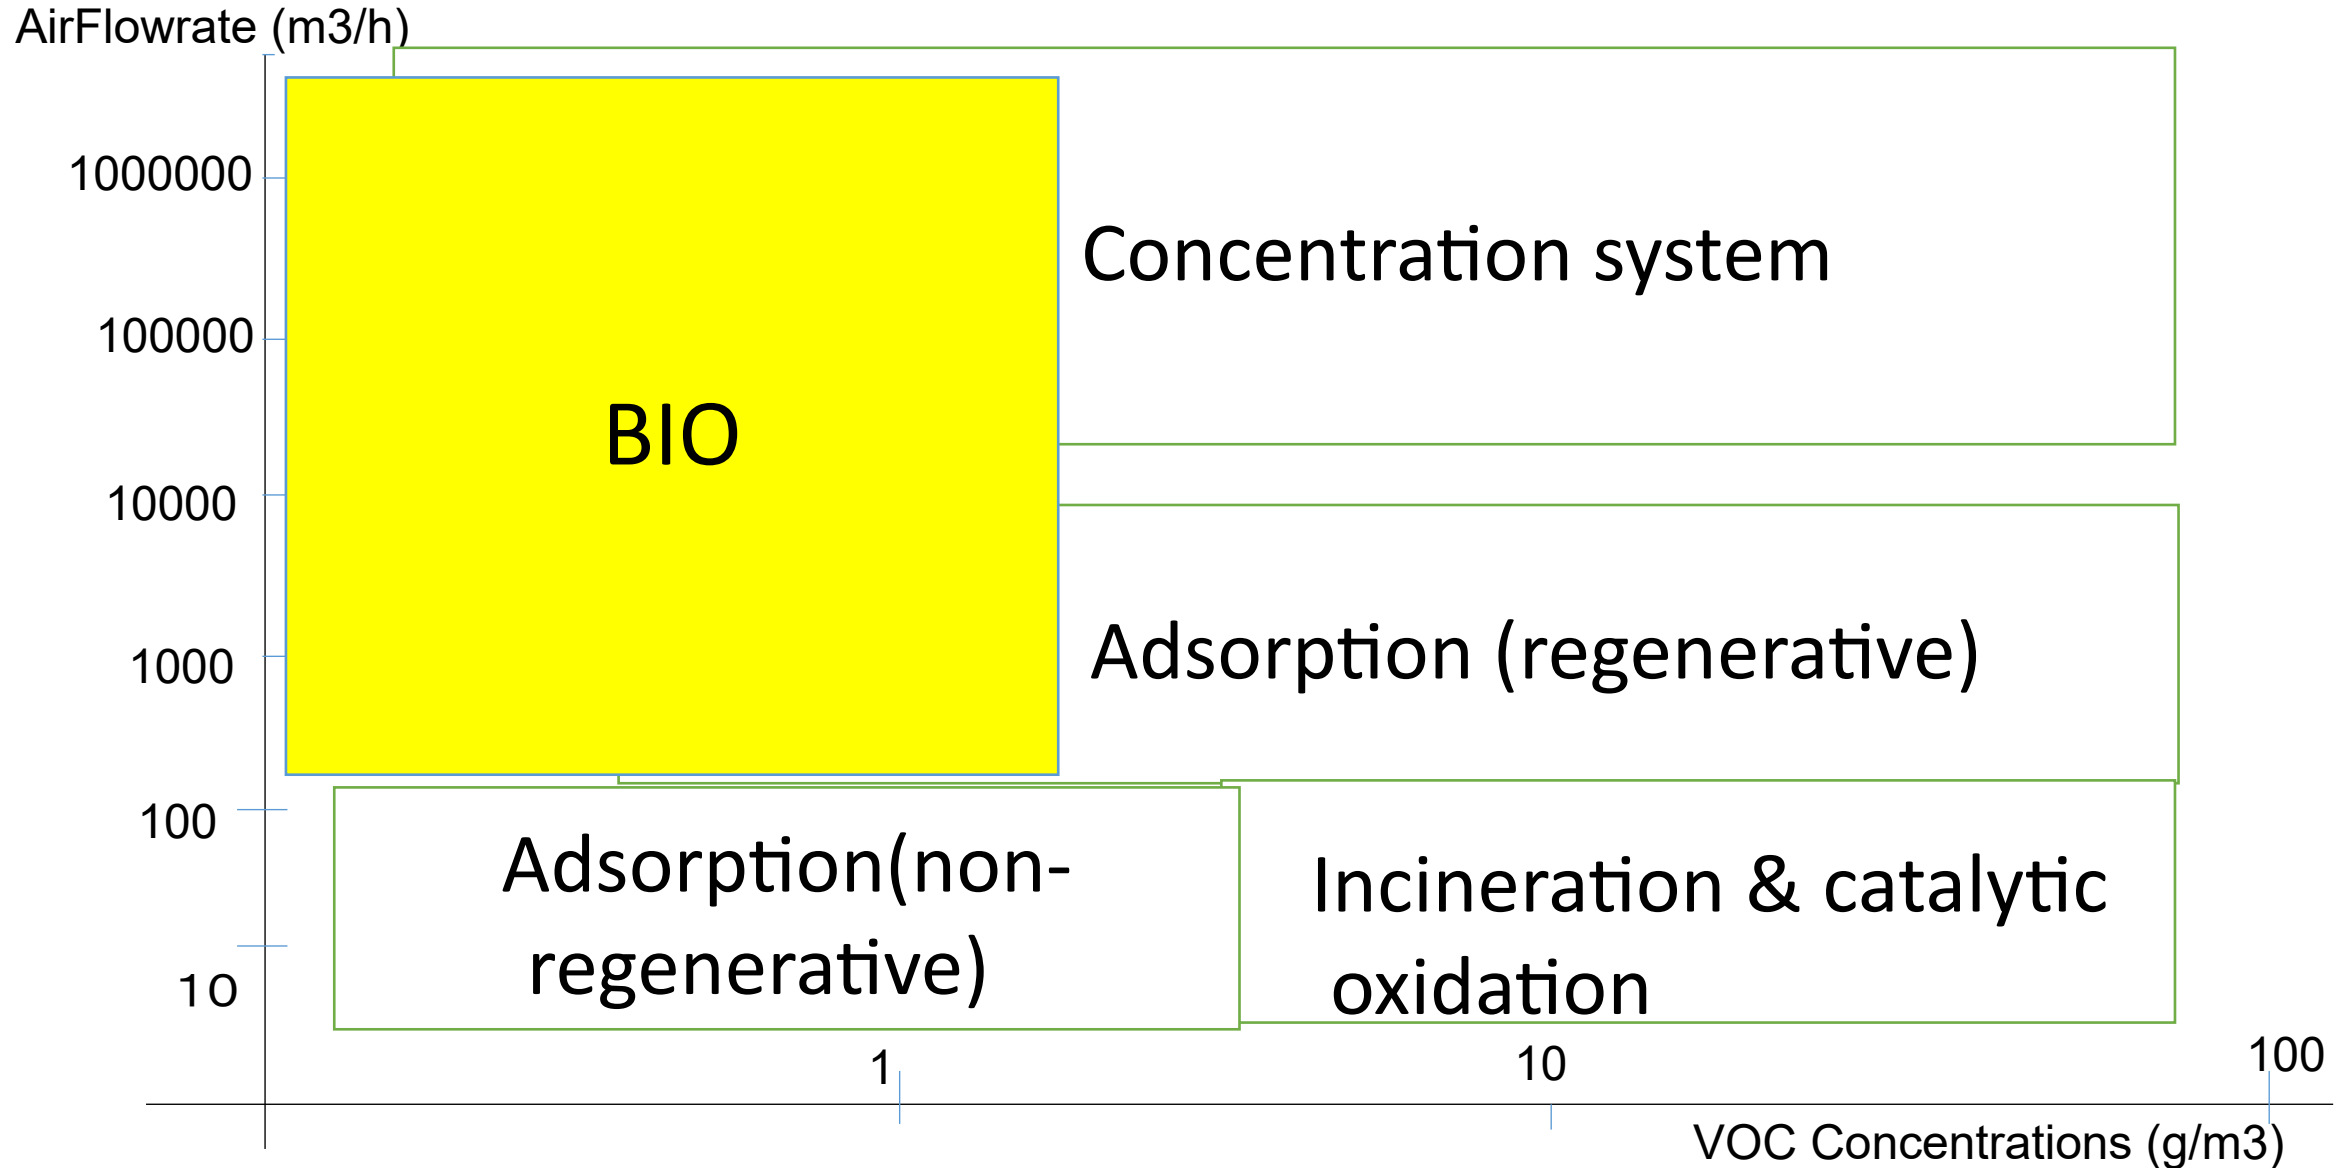 AirFlowrate (m3/h)
1000000
Concentration system
100000
BIO
10000
1000
Adsorption (regenerative)
100
Adsorption(non-
regenerative)
Incineration & catalytic
oxidation
10
1
10
100
VOC Concentrations (g/m3)